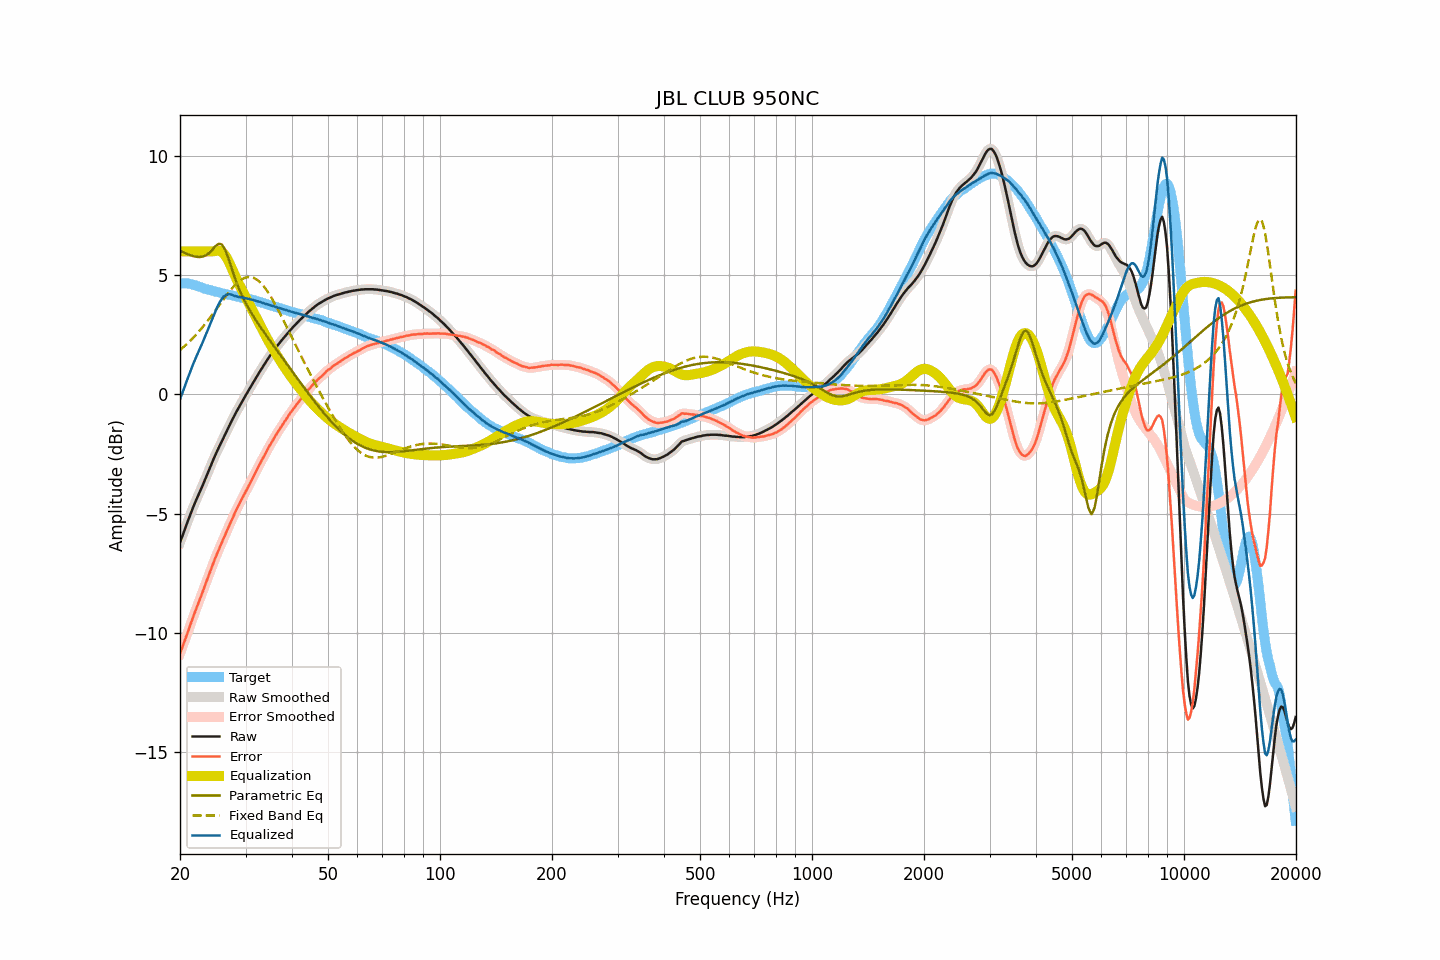 JBL CLUB 950NC
10
5
0
−5
−10
−15
Amplitude (dBr)
Target
Raw Smoothed
Error Smoothed
Raw
Error
Equalization
Parametric Eq
Fixed Band Eq
Equalized
20 50 100 200 500 1000 2000 5000 10000 20000
Frequency (Hz)